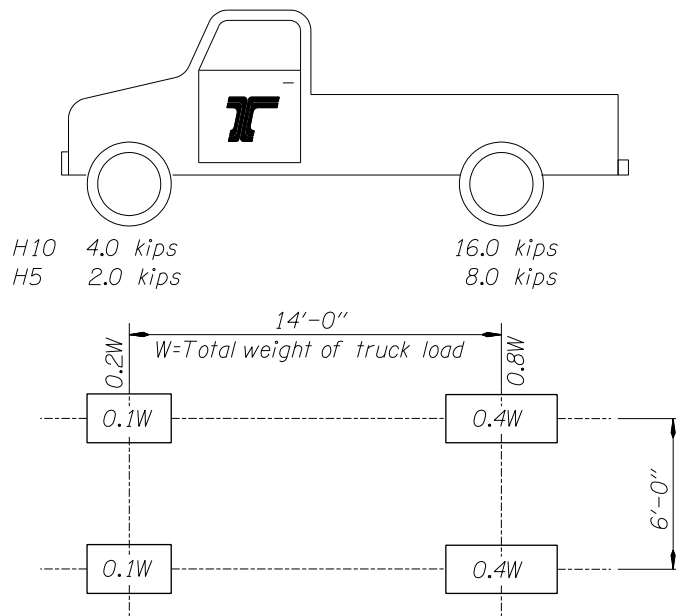 H10 4.0 kips 16.0 kips
H5 2.0 kips 8.0 kips
14'-0"
W=Total weight of truck load
0.2W
0.8W
0.1W 0.4W
6'-0"
0.1W 0.4W